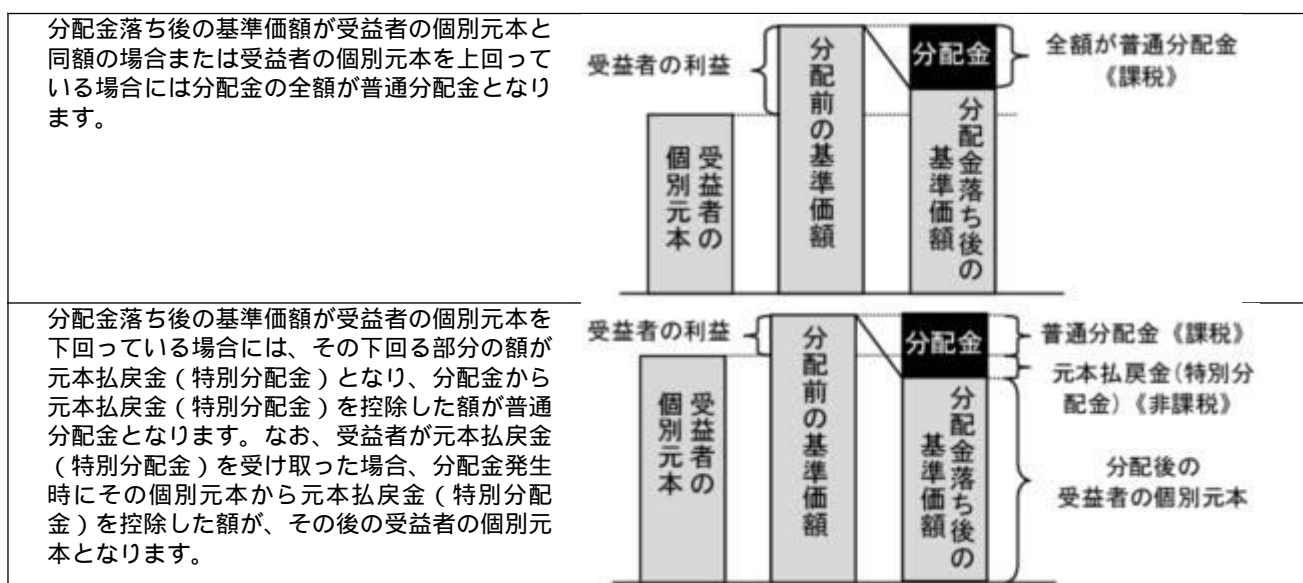 分配金落ち後の基準価額が受益者の個別元本と
同額の場合または受益者の個別元本を上回って
いる場合には分配金の全額が普通分配金となり
ます。
受益者の利益
受益者の
個別元本
分配前の基準価額
分配金
分配金落ち後の
基準価額
全額が普通分配金
《課税》
分配金落ち後の基準価額が受益者の個別元本を
下回っている場合には、その下回る部分の額が
元本払戻金（特別分配金）となり、分配金から
元本払戻金（特別分配金）を控除した額が普通
分配金となります。なお、受益者が元本払戻金
（特別分配金）を受け取った場合、分配金発生
時にその個別元本から元本払戻金（特別分配
金）を控除した額が、その後の受益者の個別元
本となります。
受益者の利益
受益者の
個別元本
分配前の基準価額
分配金
分配金落ち後の
基準価額
普通分配金《課税》
元本払戻金(特別分
配金)《非課税》
分配後の
受益者の個別元本